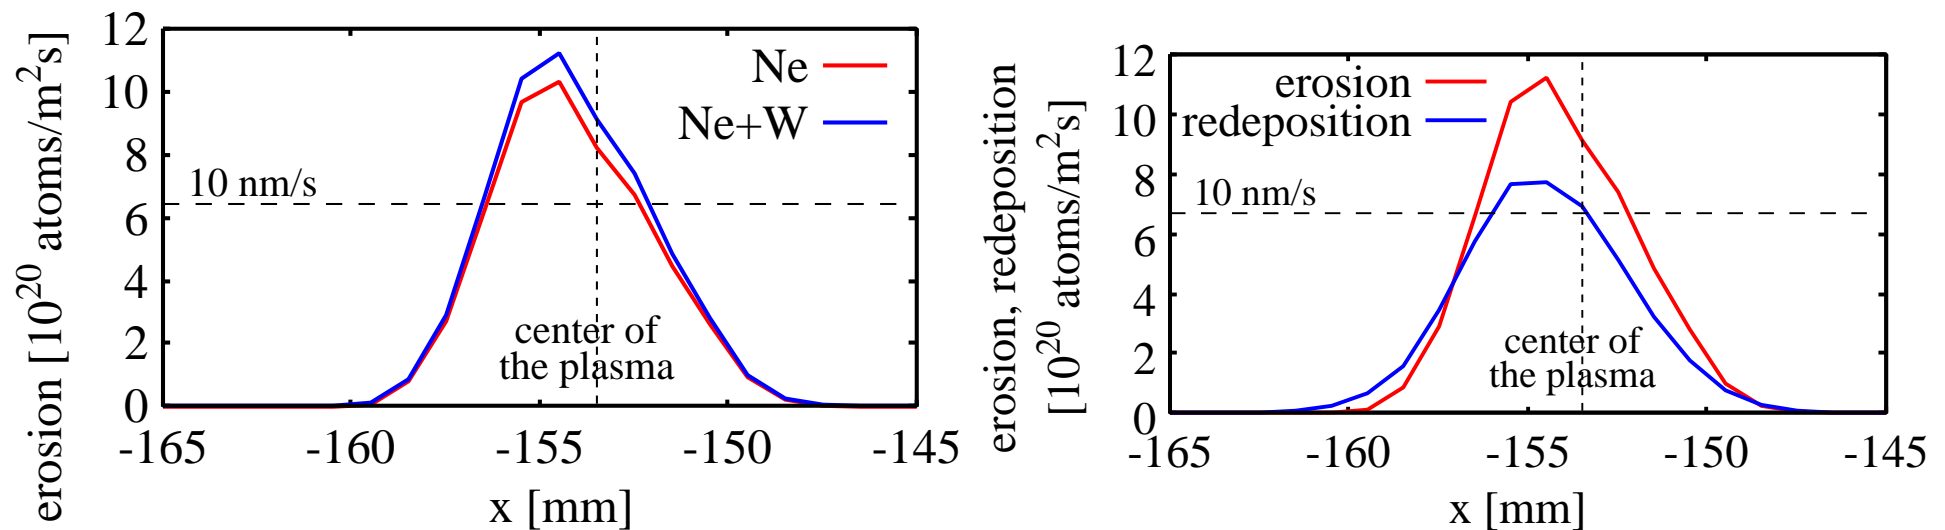 erosion [10^20 atoms/m^2s]
12
10
8
6
4
2
0
Ne
Ne+W
10 nm/s
center of
the plasma
-165
-160
-155
-150
-145
x [mm]
erosion, redeposition
[10^20 atoms/m^2s]
12
10
8
6
4
2
0
erosion
redeposition
10 nm/s
center of
the plasma
-165
-160
-155
-150
-145
x [mm]